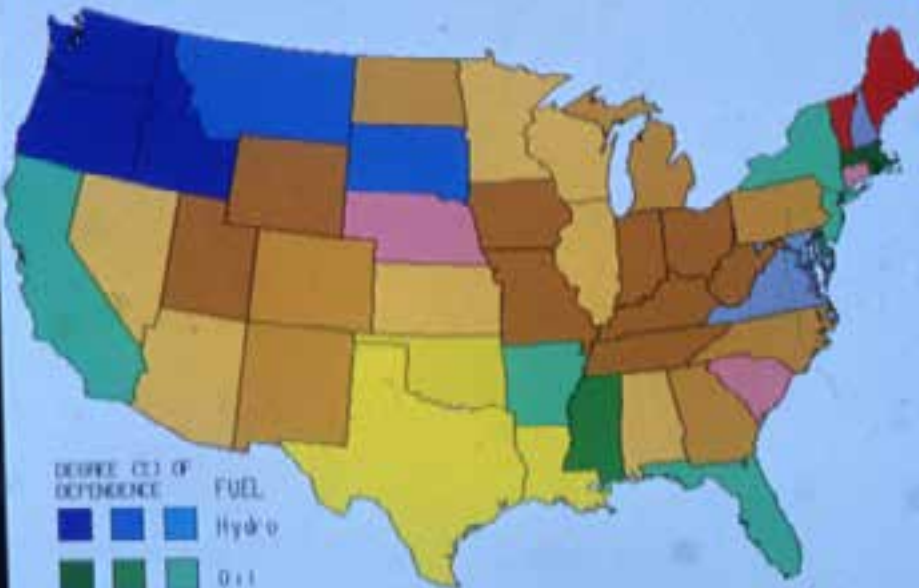 DEGREE (%) OF
DEPENDENCE
FUEL
Hydro
Oil